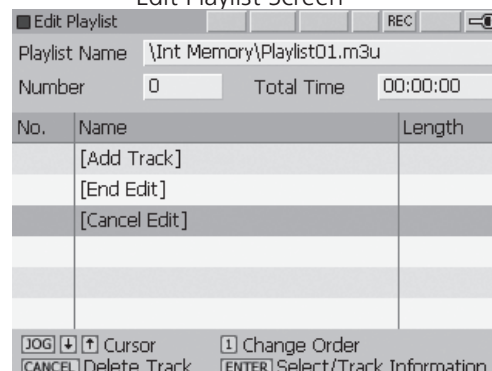 Edit Playlist Screen
Edit Playlist REC
Playlist Name \Int Memory\Playlist01.m3u
Number 0 Total Time 00:00:00
No. Name Length
[Add Track]
[End Edit]
[Cancel Edit]
JOG Cursor 1 Change Order
CANCEL Delete Track ENTER Select/Track Information